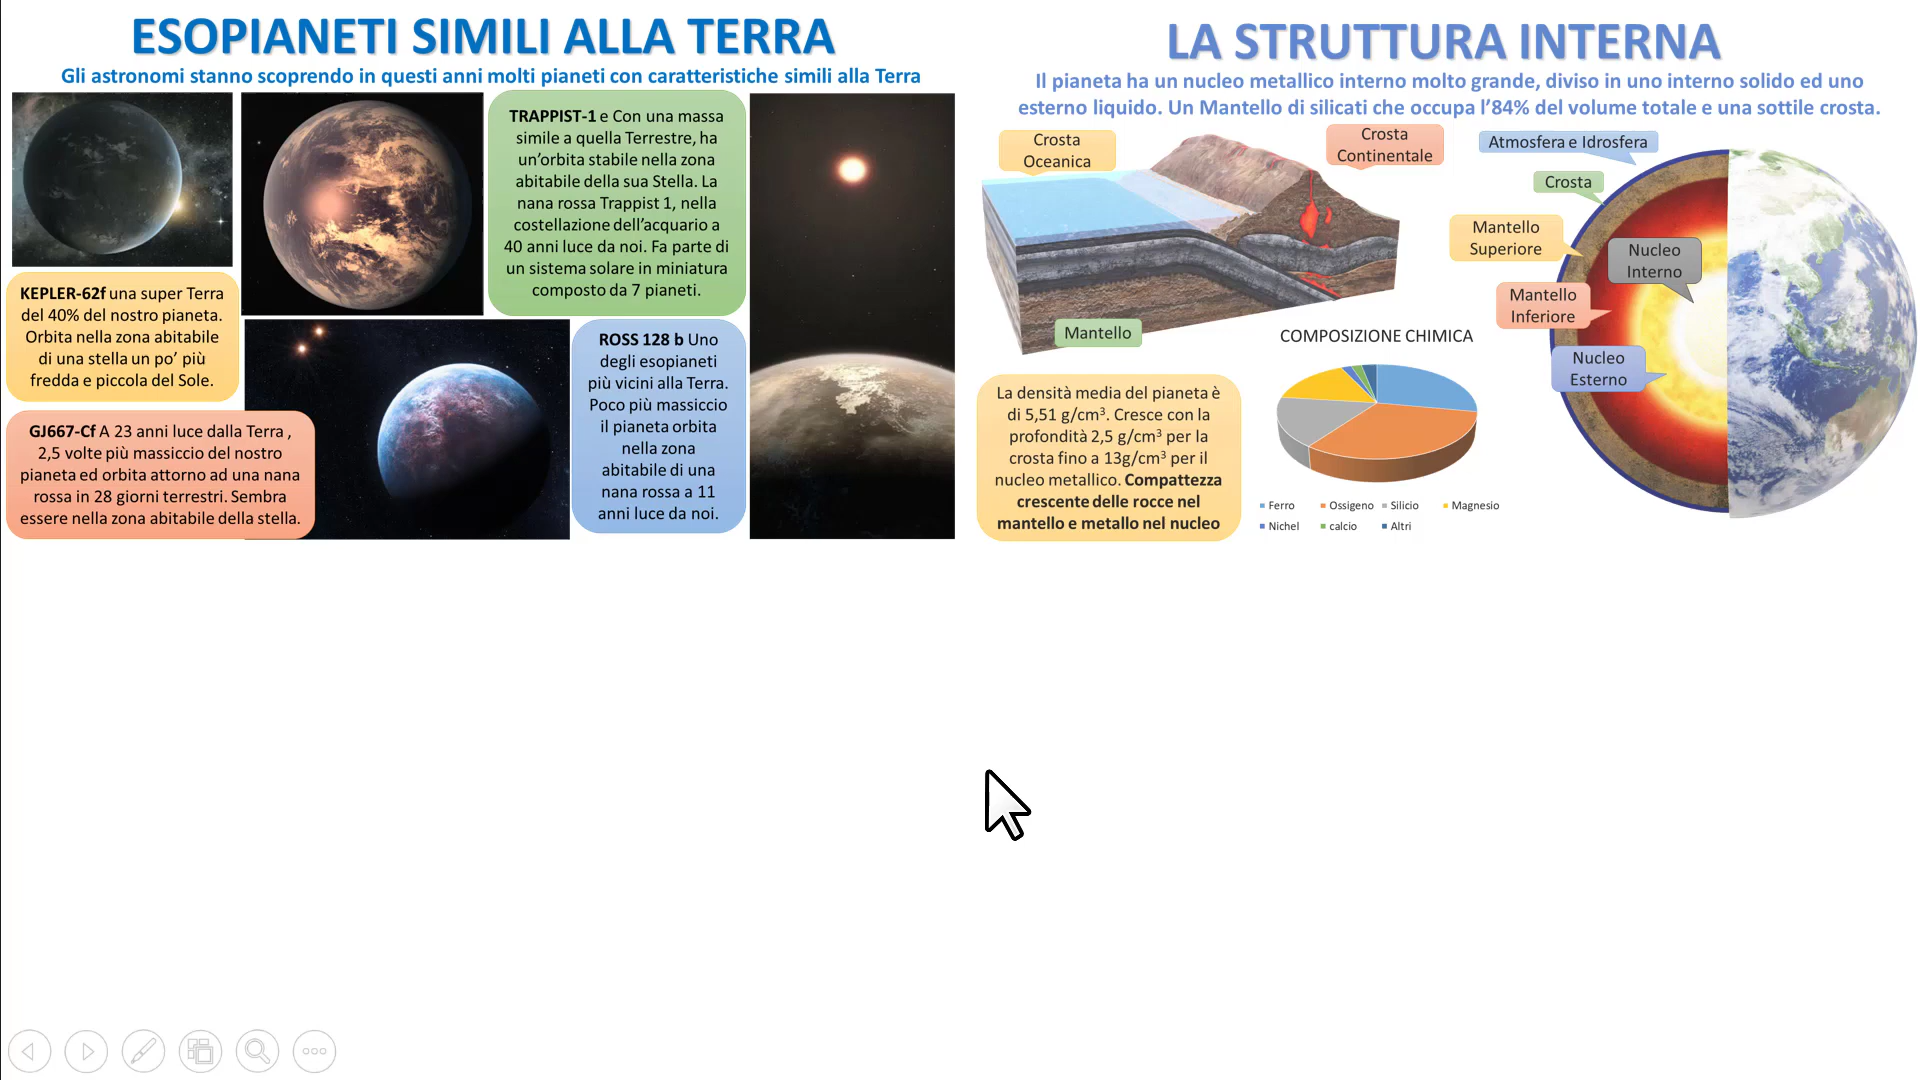 ESOPIANETI SIMILI ALLA TERRA
Gli astronomi stanno scoprendo in questi anni molti pianeti con caratteristiche simili alla Terra
TRAPPIST-1 e Con una massa
simile a quella Terrestre, ha
un’orbita stabile nella zona
abitabile della sua Stella. La
nana rossa Trappist 1, nella
costellazione dell’acquario a
40 anni luce da noi. Fa parte di
un sistema solare in miniatura
composto da 7 pianeti.
KEPLER-62f una super Terra
del 40% del nostro pianeta.
Orbita nella zona abitabile
di una stella un po’ più
fredda e piccola del Sole.
ROSS 128 b Uno
degli esopianeti
più vicini alla Terra.
Poco più massiccio
il pianeta orbita
nella zona
abitabile di una
nana rossa a 11
anni luce da noi.
GJ667-Cf A 23 anni luce dalla Terra ,
2,5 volte più massiccio del nostro
pianeta ed orbita attorno ad una nana
rossa in 28 giorni terrestri. Sembra
essere nella zona abitabile della stella.
LA STRUTTURA INTERNA
Il pianeta ha un nucleo metallico interno molto grande, diviso in uno interno solido ed uno
esterno liquido. Un Mantello di silicati che occupa l’84% del volume totale e una sottile crosta.
Crosta
Oceanica
Crosta
Continentale
Mantello
Atmosfera e Idrosfera
Crosta
Mantello
Superiore
Nucleo
Interno
Mantello
Inferiore
Nucleo
Esterno
La densità media del pianeta è
di 5,51 g/cm³. Cresce con la
profondità 2,5 g/cm³ per la
crosta fino a 13g/cm³ per il
nucleo metallico. Compattezza
crescente delle rocce nel
mantello e metallo nel nucleo
COMPOSIZIONE CHIMICA
Ferro Ossigeno Silicio Magnesio
Nichel calcio Altri